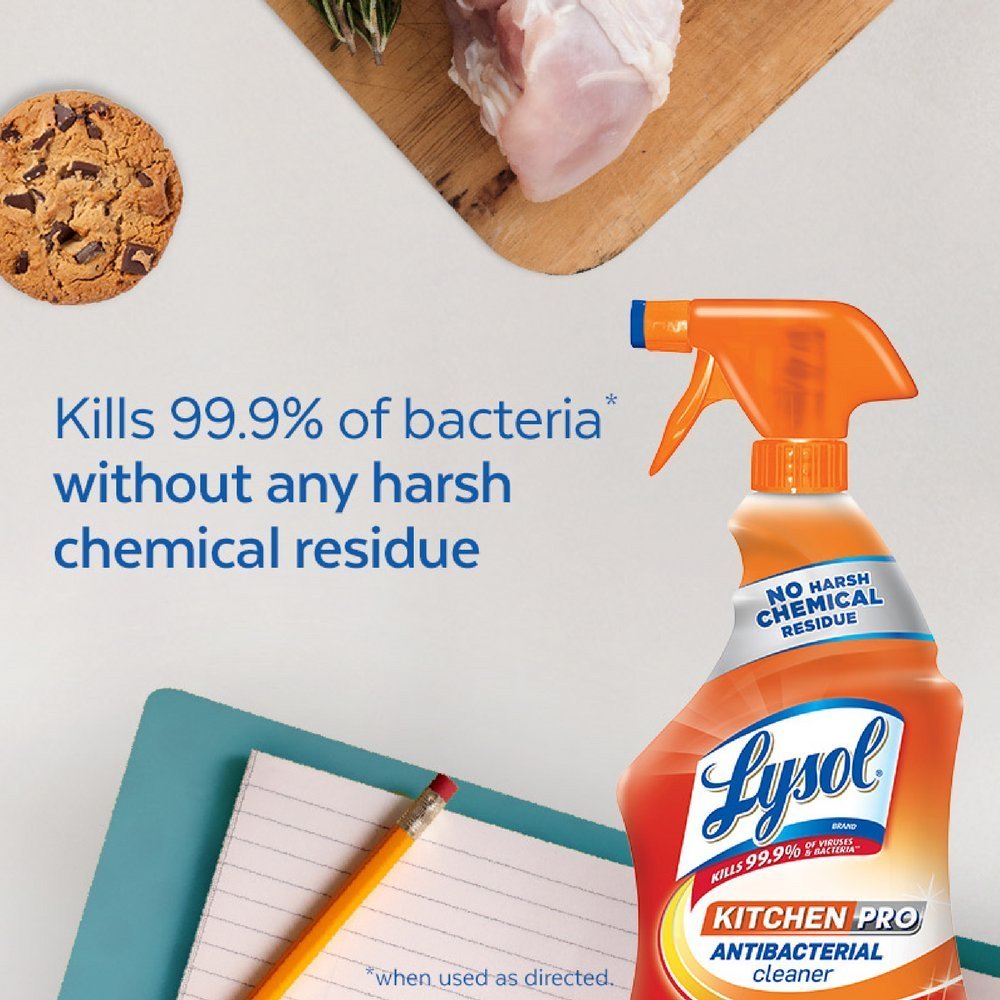 Kills 99.9% of bacteria*
without any harsh
chemical residue
NO HARSH
CHEMICAL
RESIDUE
Lysol®
BRAND
KILLS 99.9% OF VIRUSES & BACTERIA**
KITCHEN PRO
ANTIBACTERIAL
cleaner
*when used as directed.